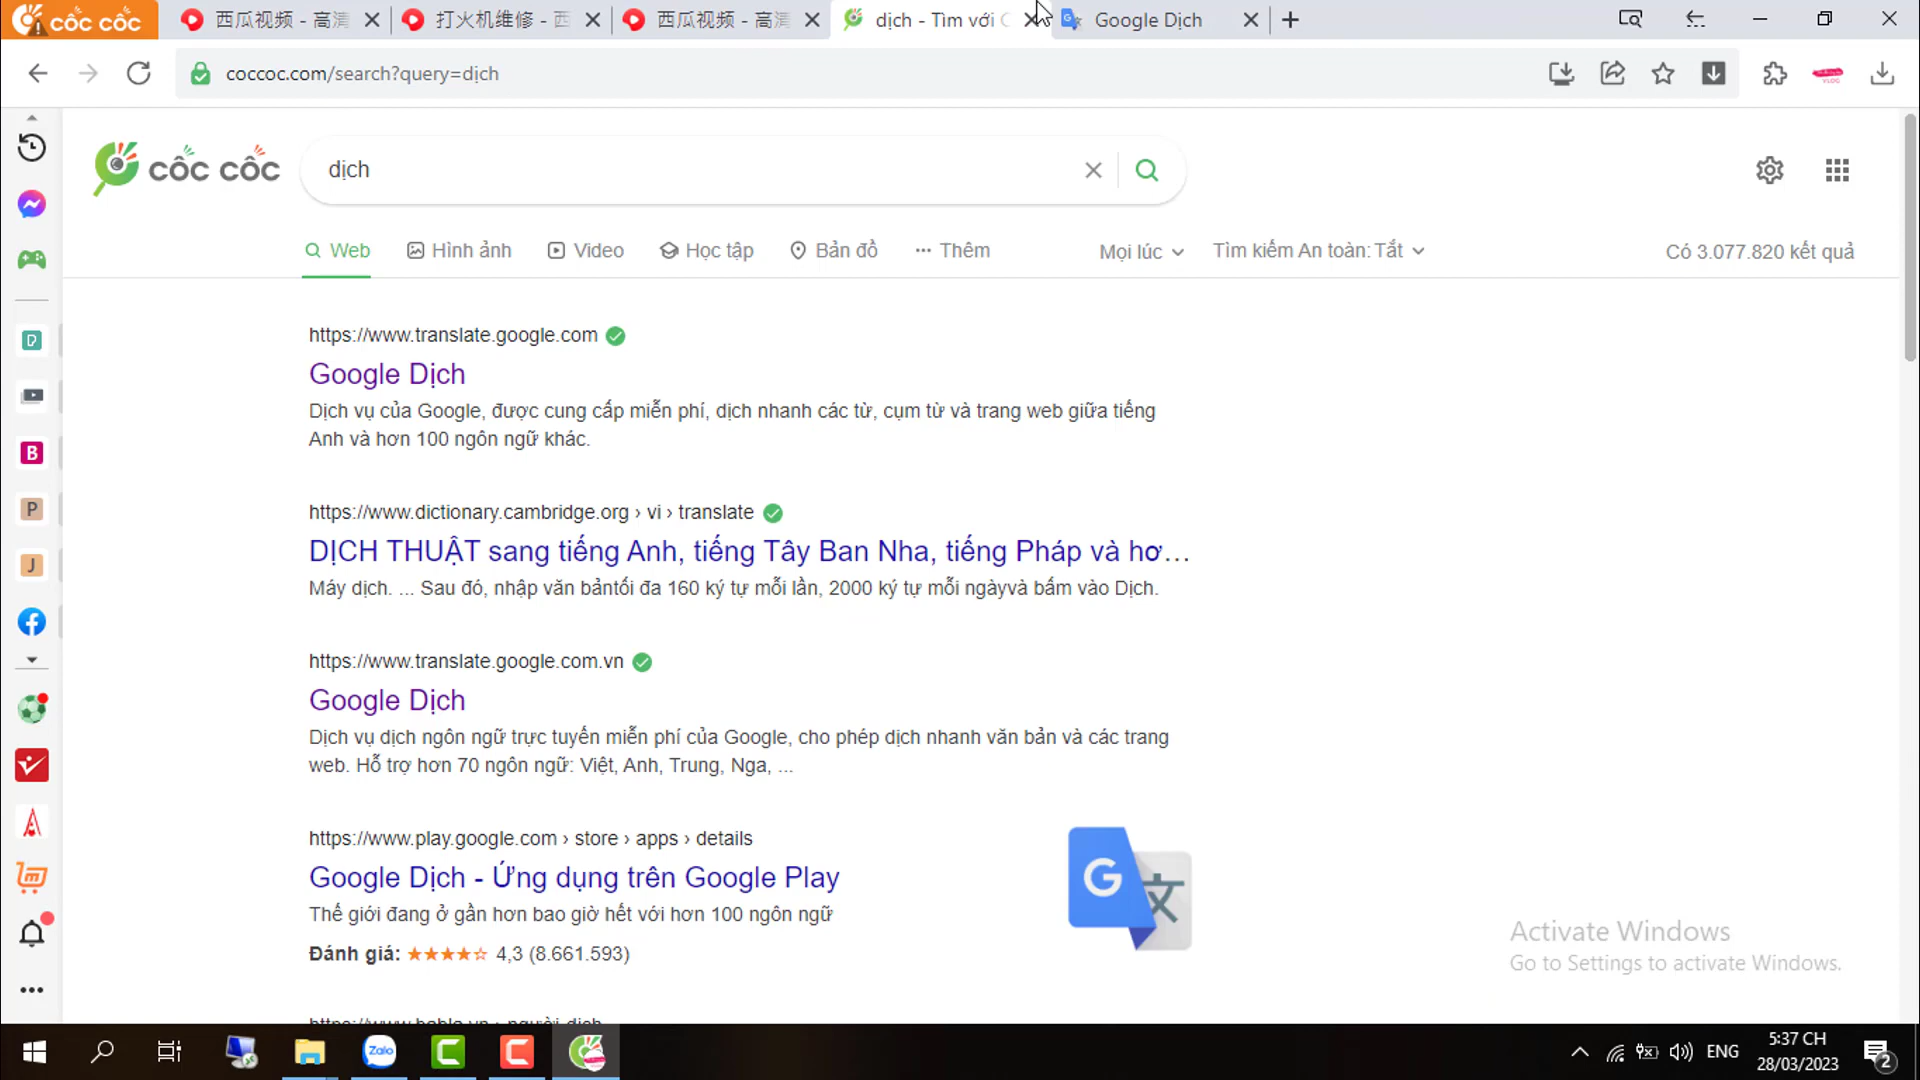 cốc cốc
西瓜视频 - 高清
打火机维修 - 西
西瓜视频 - 高清
dịch - Tìm với C
Google Dịch
coccoc.com/search?query=dịch
VLOG
cốc cốc
dịch
Web
Hình ảnh
Video
Học tập
Bản đồ
Thêm
Mọi lúc
Tìm kiếm An toàn: Tắt
Có 3.077.820 kết quả
https://www.translate.google.com
Google Dịch
Dịch vụ của Google, được cung cấp miễn phí, dịch nhanh các từ, cụm từ và trang web giữa tiếng
Anh và hơn 100 ngôn ngữ khác.
https://www.dictionary.cambridge.org › vi › translate
DỊCH THUẬT sang tiếng Anh, tiếng Tây Ban Nha, tiếng Pháp và hơ…
Máy dịch. ... Sau đó, nhập văn bảntối đa 160 ký tự mỗi lần, 2000 ký tự mỗi ngàyvà bấm vào Dịch.
https://www.translate.google.com.vn
Google Dịch
Dịch vụ dịch ngôn ngữ trực tuyến miễn phí của Google, cho phép dịch nhanh văn bản và các trang
web. Hỗ trợ hơn 70 ngôn ngữ: Việt, Anh, Trung, Nga, ...
https://www.play.google.com › store › apps › details
Google Dịch - Ứng dụng trên Google Play
Thế giới đang ở gần hơn bao giờ hết với hơn 100 ngôn ngữ
Đánh giá: ★★★★☆ 4,3 (8.661.593)
G 文
https://www.babla.vn › người-dịch
D
B
P
J
Activate Windows
Go to Settings to activate Windows.
Zalo
C
C
ENG
5:37 CH
28/03/2023
2